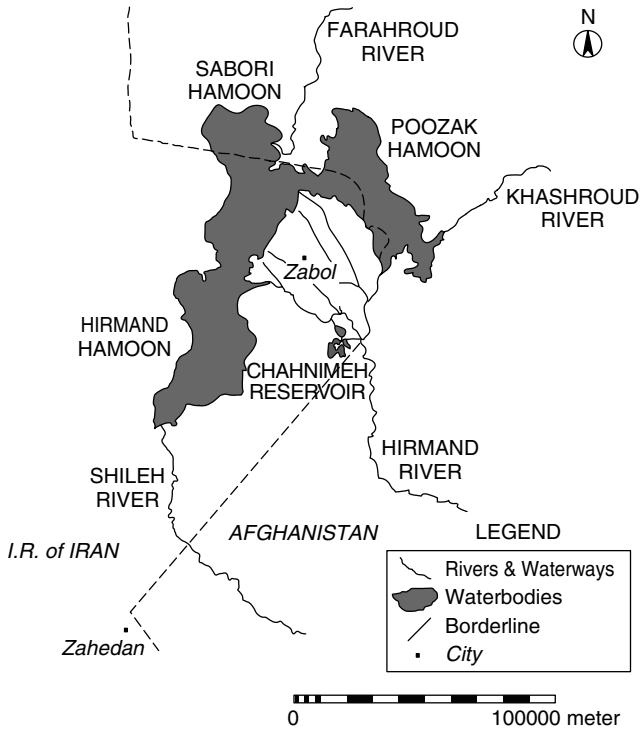 N
FARAHROUD
RIVER
SABORI
HAMOON
POOZAK
HAMOON
KHASHROUD
RIVER
Zabol
HIRMAND
HAMOON
CHAHNIMEH
RESERVOIR
HIRMAND
RIVER
SHILEH
RIVER
AFGHANISTAN
I.R. of IRAN
Zahedan
LEGEND
Rivers & Waterways
Waterbodies
Borderline
City
0 100000 meter